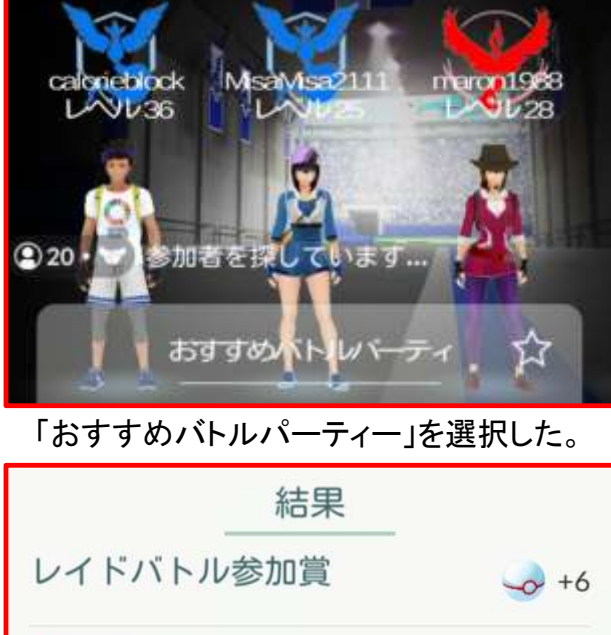 calorieblock MisaMisa2111 maron1988
レベル36 レベル25 レベル28
20・参加者を探しています...
おすすめバトルパーティ
「おすすめバトルパーティー」を選択した。
結果
レイドバトル参加賞 +6